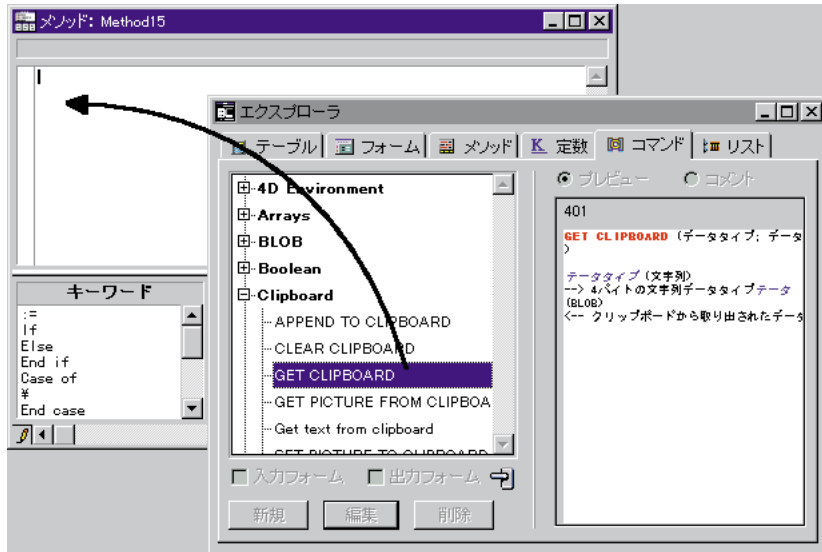 メソッド: Method15
エクスプローラ
テーブル
フォーム
メソッド
K 定数
コマンド
リスト
4D Environment
Arrays
BLOB
Boolean
Clipboard
APPEND TO CLIPBOARD
CLEAR CLIPBOARD
GET CLIPBOARD
GET PICTURE FROM CLIPBOA
Get text from clipboard
SET PICTURE TO CLIPBOARD
入力フォーム
出力フォーム
新規
編集
削除
プレビュー
コメント
401
GET CLIPBOARD (データタイプ; データ
)
データタイプ (文字列)
--> 4バイトの文字列データタイプデータ
(BLOB)
<-- クリップボードから取り出されたデータ
キーワード
:=
If
Else
End if
Case of
¥
End case